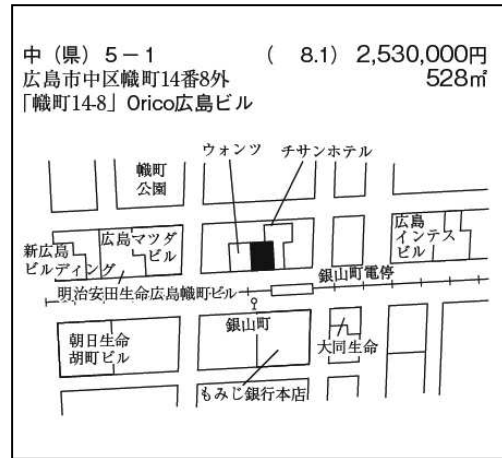 中（県）5－1　（　8.1）2,530,000円
広島市中区幟町14番8外　528㎡
「幟町14-8」Orico広島ビル
ウォンツ　チサンホテル
幟町
公園
新広島
ビルディング
広島マツダ
ビル
広島
インテス
ビル
銀山町電停
明治安田生命広島幟町ビル
銀山町
朝日生命
胡町ビル
大同生命
もみじ銀行本店